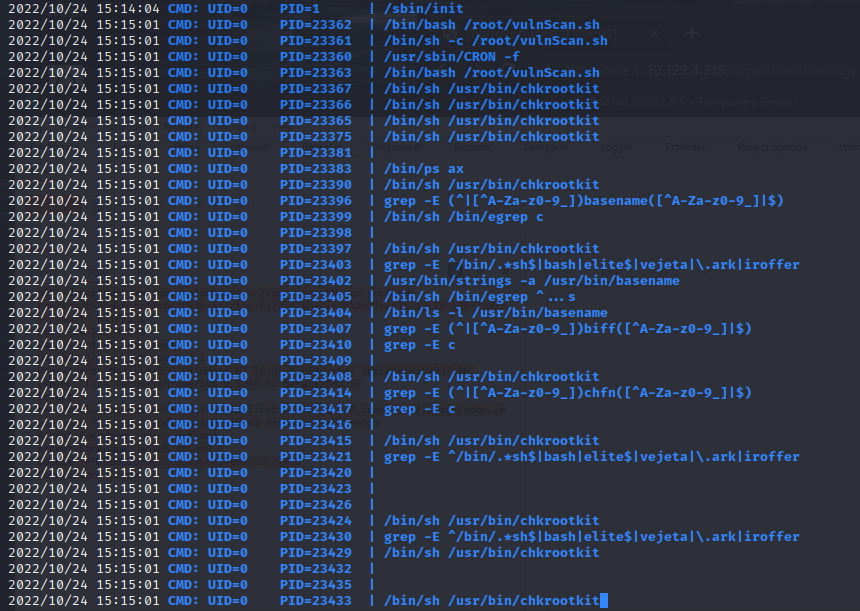 2022/10/24 15:14:04 CMD: UID=0 PID=1 | /sbin/init
2022/10/24 15:15:01 CMD: UID=0 PID=23362 | /bin/bash /root/vulnScan.sh
2022/10/24 15:15:01 CMD: UID=0 PID=23361 | /bin/sh -c /root/vulnScan.sh
2022/10/24 15:15:01 CMD: UID=0 PID=23360 | /usr/sbin/CRON -f
2022/10/24 15:15:01 CMD: UID=0 PID=23363 | /bin/bash /root/vulnScan.sh
2022/10/24 15:15:01 CMD: UID=0 PID=23367 | /bin/sh /usr/bin/chkrootkit
2022/10/24 15:15:01 CMD: UID=0 PID=23366 | /bin/sh /usr/bin/chkrootkit
2022/10/24 15:15:01 CMD: UID=0 PID=23365 | /bin/sh /usr/bin/chkrootkit
2022/10/24 15:15:01 CMD: UID=0 PID=23375 | /bin/sh /usr/bin/chkrootkit
2022/10/24 15:15:01 CMD: UID=0 PID=23381 |
2022/10/24 15:15:01 CMD: UID=0 PID=23383 | /bin/ps ax
2022/10/24 15:15:01 CMD: UID=0 PID=23390 | /bin/sh /usr/bin/chkrootkit
2022/10/24 15:15:01 CMD: UID=0 PID=23396 | grep -E (^|[^A-Za-z0-9_])basename([^A-Za-z0-9_]|$)
2022/10/24 15:15:01 CMD: UID=0 PID=23399 | /bin/sh /bin/egrep c
2022/10/24 15:15:01 CMD: UID=0 PID=23398 |
2022/10/24 15:15:01 CMD: UID=0 PID=23397 | /bin/sh /usr/bin/chkrootkit
2022/10/24 15:15:01 CMD: UID=0 PID=23403 | grep -E ^/bin/.*sh$|bash|elite$|vejeta|\.ark|iroffer
2022/10/24 15:15:01 CMD: UID=0 PID=23402 | /usr/bin/strings -a /usr/bin/basename
2022/10/24 15:15:01 CMD: UID=0 PID=23405 | /bin/sh /bin/egrep ^...s
2022/10/24 15:15:01 CMD: UID=0 PID=23404 | /bin/ls -l /usr/bin/basename
2022/10/24 15:15:01 CMD: UID=0 PID=23407 | grep -E (^|[^A-Za-z0-9_])biff([^A-Za-z0-9_]|$)
2022/10/24 15:15:01 CMD: UID=0 PID=23410 | grep -E c
2022/10/24 15:15:01 CMD: UID=0 PID=23409 |
2022/10/24 15:15:01 CMD: UID=0 PID=23408 | /bin/sh /usr/bin/chkrootkit
2022/10/24 15:15:01 CMD: UID=0 PID=23414 | grep -E (^|[^A-Za-z0-9_])chfn([^A-Za-z0-9_]|$)
2022/10/24 15:15:01 CMD: UID=0 PID=23417 | grep -E c
2022/10/24 15:15:01 CMD: UID=0 PID=23416 |
2022/10/24 15:15:01 CMD: UID=0 PID=23415 | /bin/sh /usr/bin/chkrootkit
2022/10/24 15:15:01 CMD: UID=0 PID=23421 | grep -E ^/bin/.*sh$|bash|elite$|vejeta|\.ark|iroffer
2022/10/24 15:15:01 CMD: UID=0 PID=23420 |
2022/10/24 15:15:01 CMD: UID=0 PID=23423 |
2022/10/24 15:15:01 CMD: UID=0 PID=23426 |
2022/10/24 15:15:01 CMD: UID=0 PID=23424 | /bin/sh /usr/bin/chkrootkit
2022/10/24 15:15:01 CMD: UID=0 PID=23430 | grep -E ^/bin/.*sh$|bash|elite$|vejeta|\.ark|iroffer
2022/10/24 15:15:01 CMD: UID=0 PID=23429 | /bin/sh /usr/bin/chkrootkit
2022/10/24 15:15:01 CMD: UID=0 PID=23432 |
2022/10/24 15:15:01 CMD: UID=0 PID=23435 |
2022/10/24 15:15:01 CMD: UID=0 PID=23433 | /bin/sh /usr/bin/chkrootkit